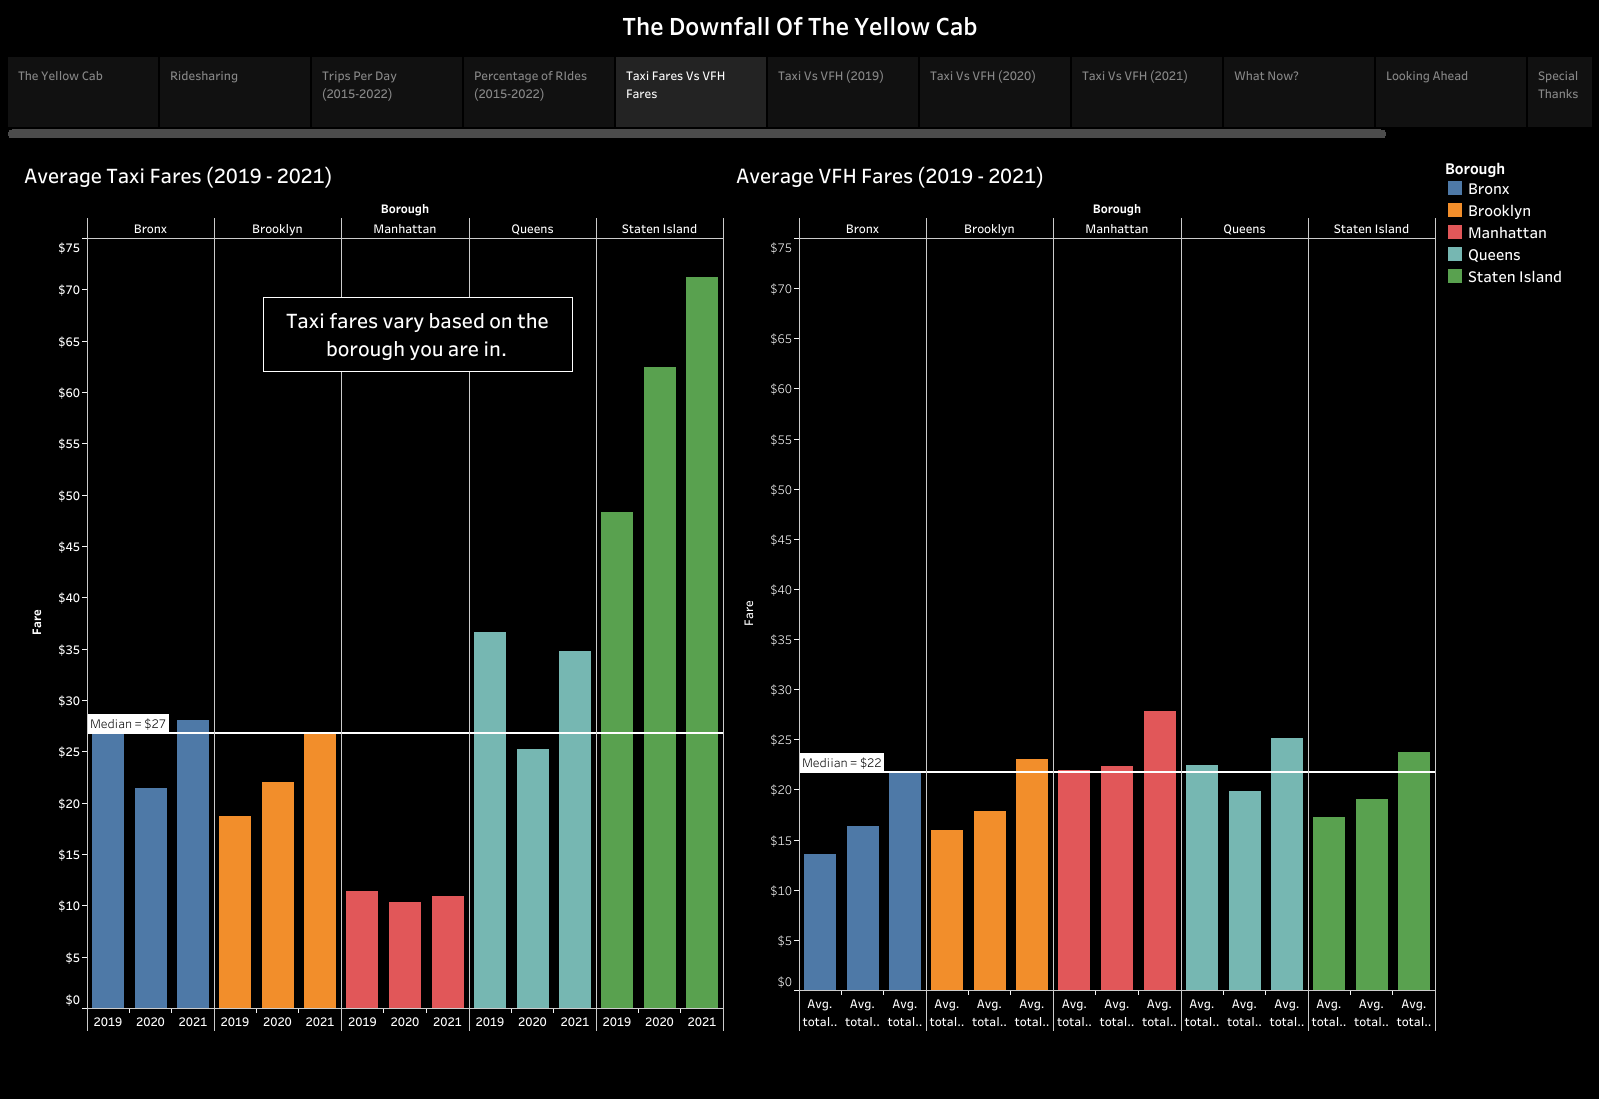 The Downfall Of The Yellow Cab
The Yellow Cab
Ridesharing
Trips Per Day
(2015-2022)
Percentage of RIdes
(2015-2022)
Taxi Fares Vs VFH
Fares
Taxi Vs VFH (2019)
Taxi Vs VFH (2020)
Taxi Vs VFH (2021)
What Now?
Looking Ahead
Special
Thanks
Average Taxi Fares (2019 - 2021)
Borough
Bronx
Brooklyn
Manhattan
Queens
Staten Island
$75
$70
$65
$60
$55
$50
$45
$40
$35
$30
$25
$20
$15
$10
$5
$0
Fare
Taxi fares vary based on the
borough you are in.
Median = $27
2019
2020
2021
2019
2020
2021
2019
2020
2021
2019
2020
2021
2019
2020
2021
Average VFH Fares (2019 - 2021)
Borough
Bronx
Brooklyn
Manhattan
Queens
Staten Island
$75
$70
$65
$60
$55
$50
$45
$40
$35
$30
$25
$20
$15
$10
$5
$0
Fare
Mediian = $22
Avg.
total..
Avg.
total..
Avg.
total..
Avg.
total..
Avg.
total..
Avg.
total..
Avg.
total..
Avg.
total..
Avg.
total..
Avg.
total..
Avg.
total..
Avg.
total..
Avg.
total..
Avg.
total..
Avg.
total..
Borough
Bronx
Brooklyn
Manhattan
Queens
Staten Island